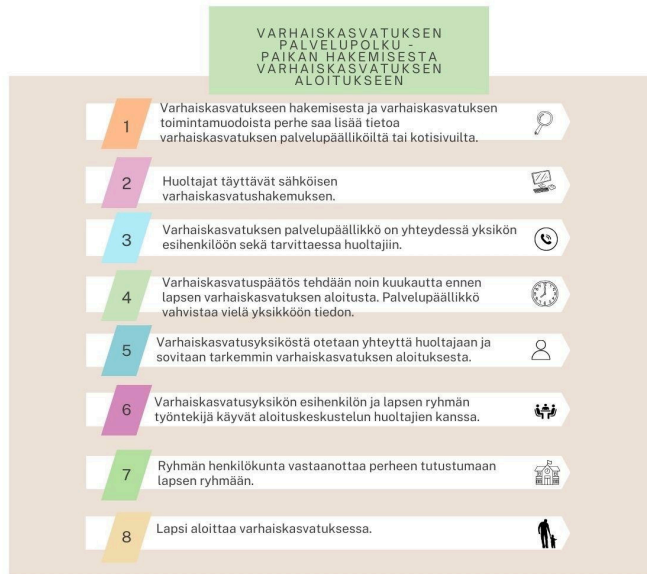 VARHAISKASVATUKSEN
PALVELUPOLKU -
PAIKAN HAKEMISESTA
VARHAISKASVATUKSEN
ALOITUKSEEN
1
Varhaiskasvatukseen hakemisesta ja varhaiskasvatuksen
toimintamuodoista perhe saa lisää tietoa
varhaiskasvatuksen palvelupäälliköiltä tai kotisivuilta.
2
Huoltajat täyttävät sähköisen
varhaiskasvatushakemuksen.
3
Varhaiskasvatuksen palvelupäällikkö on yhteydessä yksikön
esihenkilöön sekä tarvittaessa huoltajiin.
4
Varhaiskasvatuspäätös tehdään noin kuukautta ennen
lapsen varhaiskasvatuksen aloitusta. Palvelupäällikkö
vahvistaa vielä yksikköön tiedon.
5
Varhaiskasvatusyksiköstä otetaan yhteyttä huoltajaan ja
sovitaan tarkemmin varhaiskasvatuksen aloituksesta.
6
Varhaiskasvatusyksikön esihenkilön ja lapsen ryhmän
työntekijä käyvät aloituskeskustelun huoltajien kanssa.
7
Ryhmän henkilökunta vastaanottaa perheen tutustumaan
lapsen ryhmään.
8
Lapsi aloittaa varhaiskasvatuksessa.